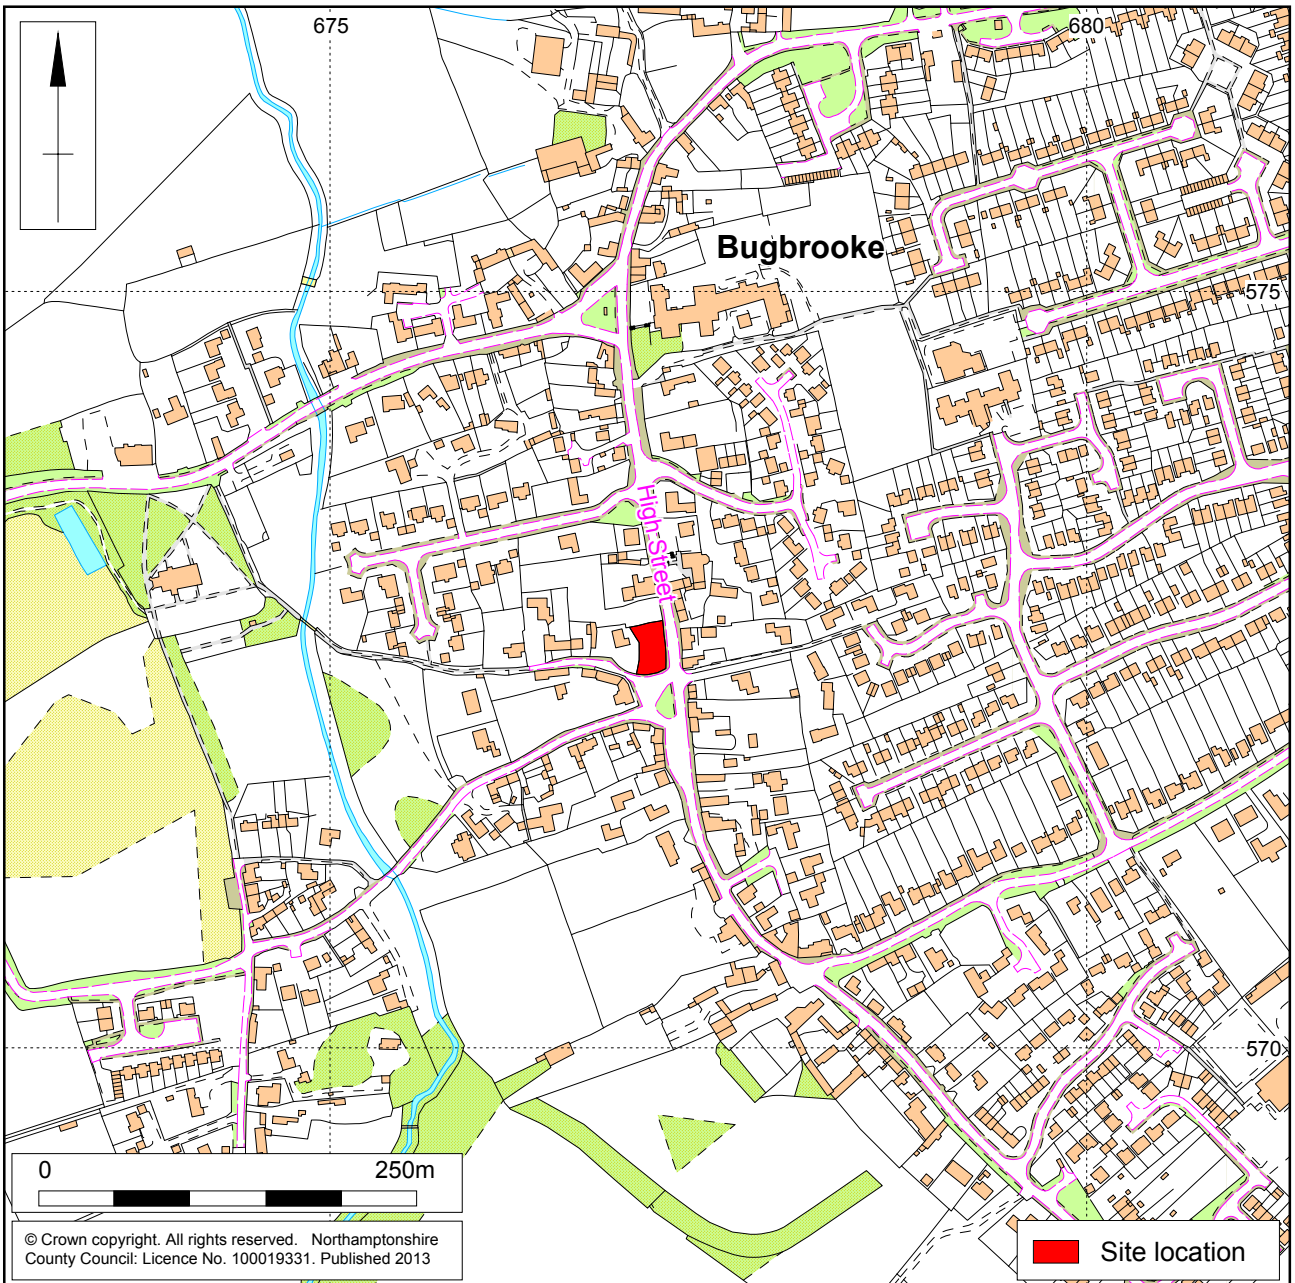 675
680
Bugbrooke
575
High Street
570
0 250m
© Crown copyright. All rights reserved. Northamptonshire
County Council: Licence No. 100019331. Published 2013
Site location